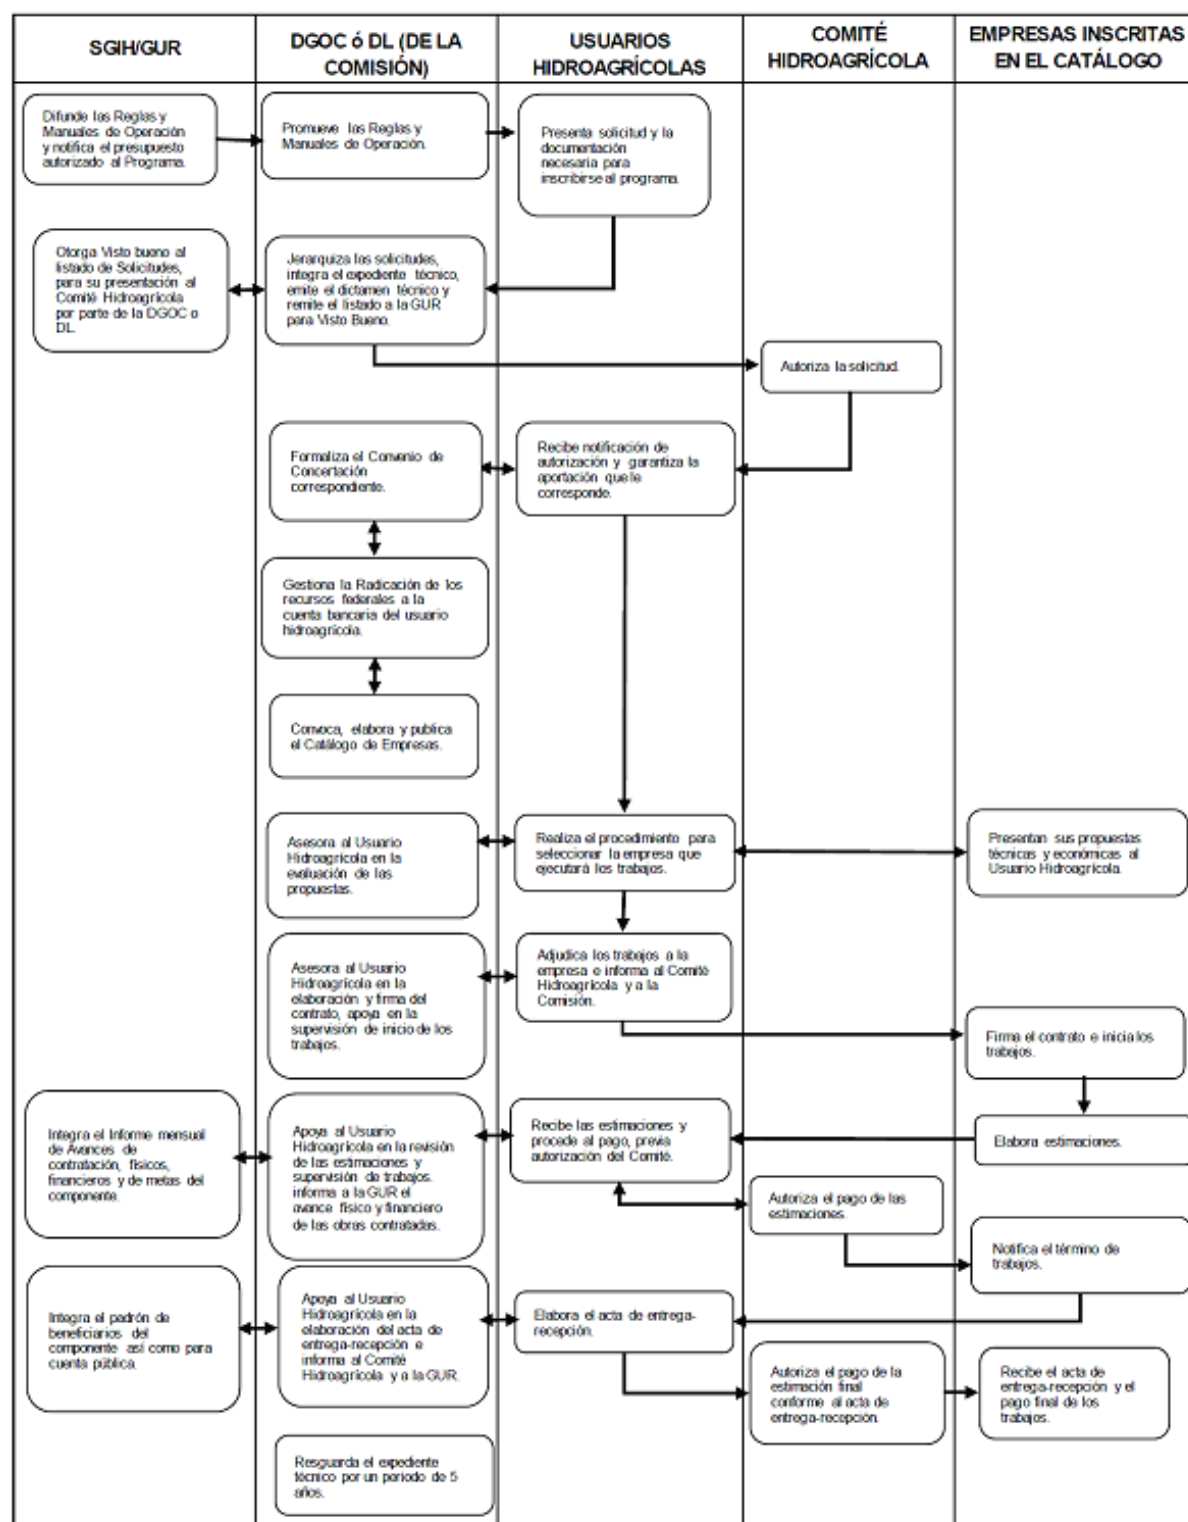 SGIH/GUR
DGOC ó DL (DE LA
COMISIÓN)
USUARIOS
HIDROAGRÍCOLAS
COMITÉ
HIDROAGRÍCOLA
EMPRESAS INSCRITAS
EN EL CATÁLOGO
Difunde las Reglas y
Manuales de Operación
y notifica el presupuesto
autorizado al Programa.
Promueve las Reglas y
Manuales de Operación.
Presenta solicitud y la
documentación
necesaria para
inscribirse al programa.
Otorga Visto bueno al
listado de Solicitudes,
para su presentación al
Comité Hidroagrícola
por parte de la DGOC o
DL.
Jerarquiza las solicitudes,
integra el expediente técnico,
emite el dictamen técnico y
remite el listado a la GUR
para Visto Bueno.
Autoriza la solicitud.
Formaliza el Convenio de
Concertación
correspondiente.
Recibe notificación de
autorización y garantiza la
aportación que le
corresponde.
Gestiona la Radicación de los
recursos federales a la
cuenta bancaria del usuario
hidroagrícola.
Convoca, elabora y publica
el Catálogo de Empresas.
Asesora al Usuario
Hidroagrícola en la
evaluación de las
propuestas.
Realiza el procedimiento para
seleccionar la empresa que
ejecutará los trabajos.
Presentan sus propuestas
técnicas y económicas al
Usuario Hidroagrícola.
Asesora al Usuario
Hidroagrícola en la
elaboración y firma del
contrato, apoya en la
supervisión de inicio de los
trabajos.
Adjudica los trabajos a la
empresa e informa al Comité
Hidroagrícola y a la
Comisión.
Firma el contrato e inicia los
trabajos.
Integra el Informe mensual
de Avances de
contratación, físicos,
financieros y de metas del
componente.
Apoya al Usuario
Hidroagrícola en la revisión
de las estimaciones y
supervisión de trabajos.
informa a la GUR el
avance físico y financiero
de las obras contratadas.
Recibe las estimaciones y
procede al pago, previa
autorización del Comité.
Elabora estimaciones.
Autoriza el pago de las
estimaciones.
Notifica el término de
trabajos.
Integra el padrón de
beneficiarios del
componente así como para
cuenta pública.
Apoya al Usuario
Hidroagrícola en la
elaboración del acta de
entrega-recepción e
informa al Comité
Hidroagrícola y a la GUR.
Elabora el acta de entrega-
recepción.
Autoriza el pago de la
estimación final
conforme al acta de
entrega-recepción.
Recibe el acta de
entrega-recepción y el
pago final de los
trabajos.
Resguarda el expediente
técnico por un periodo de 5
años.